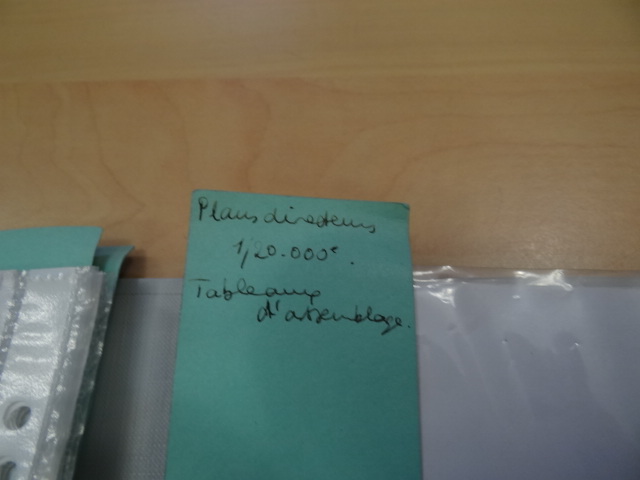 Plans directeurs
1/20.000e.
Tableaux
d'assemblage.